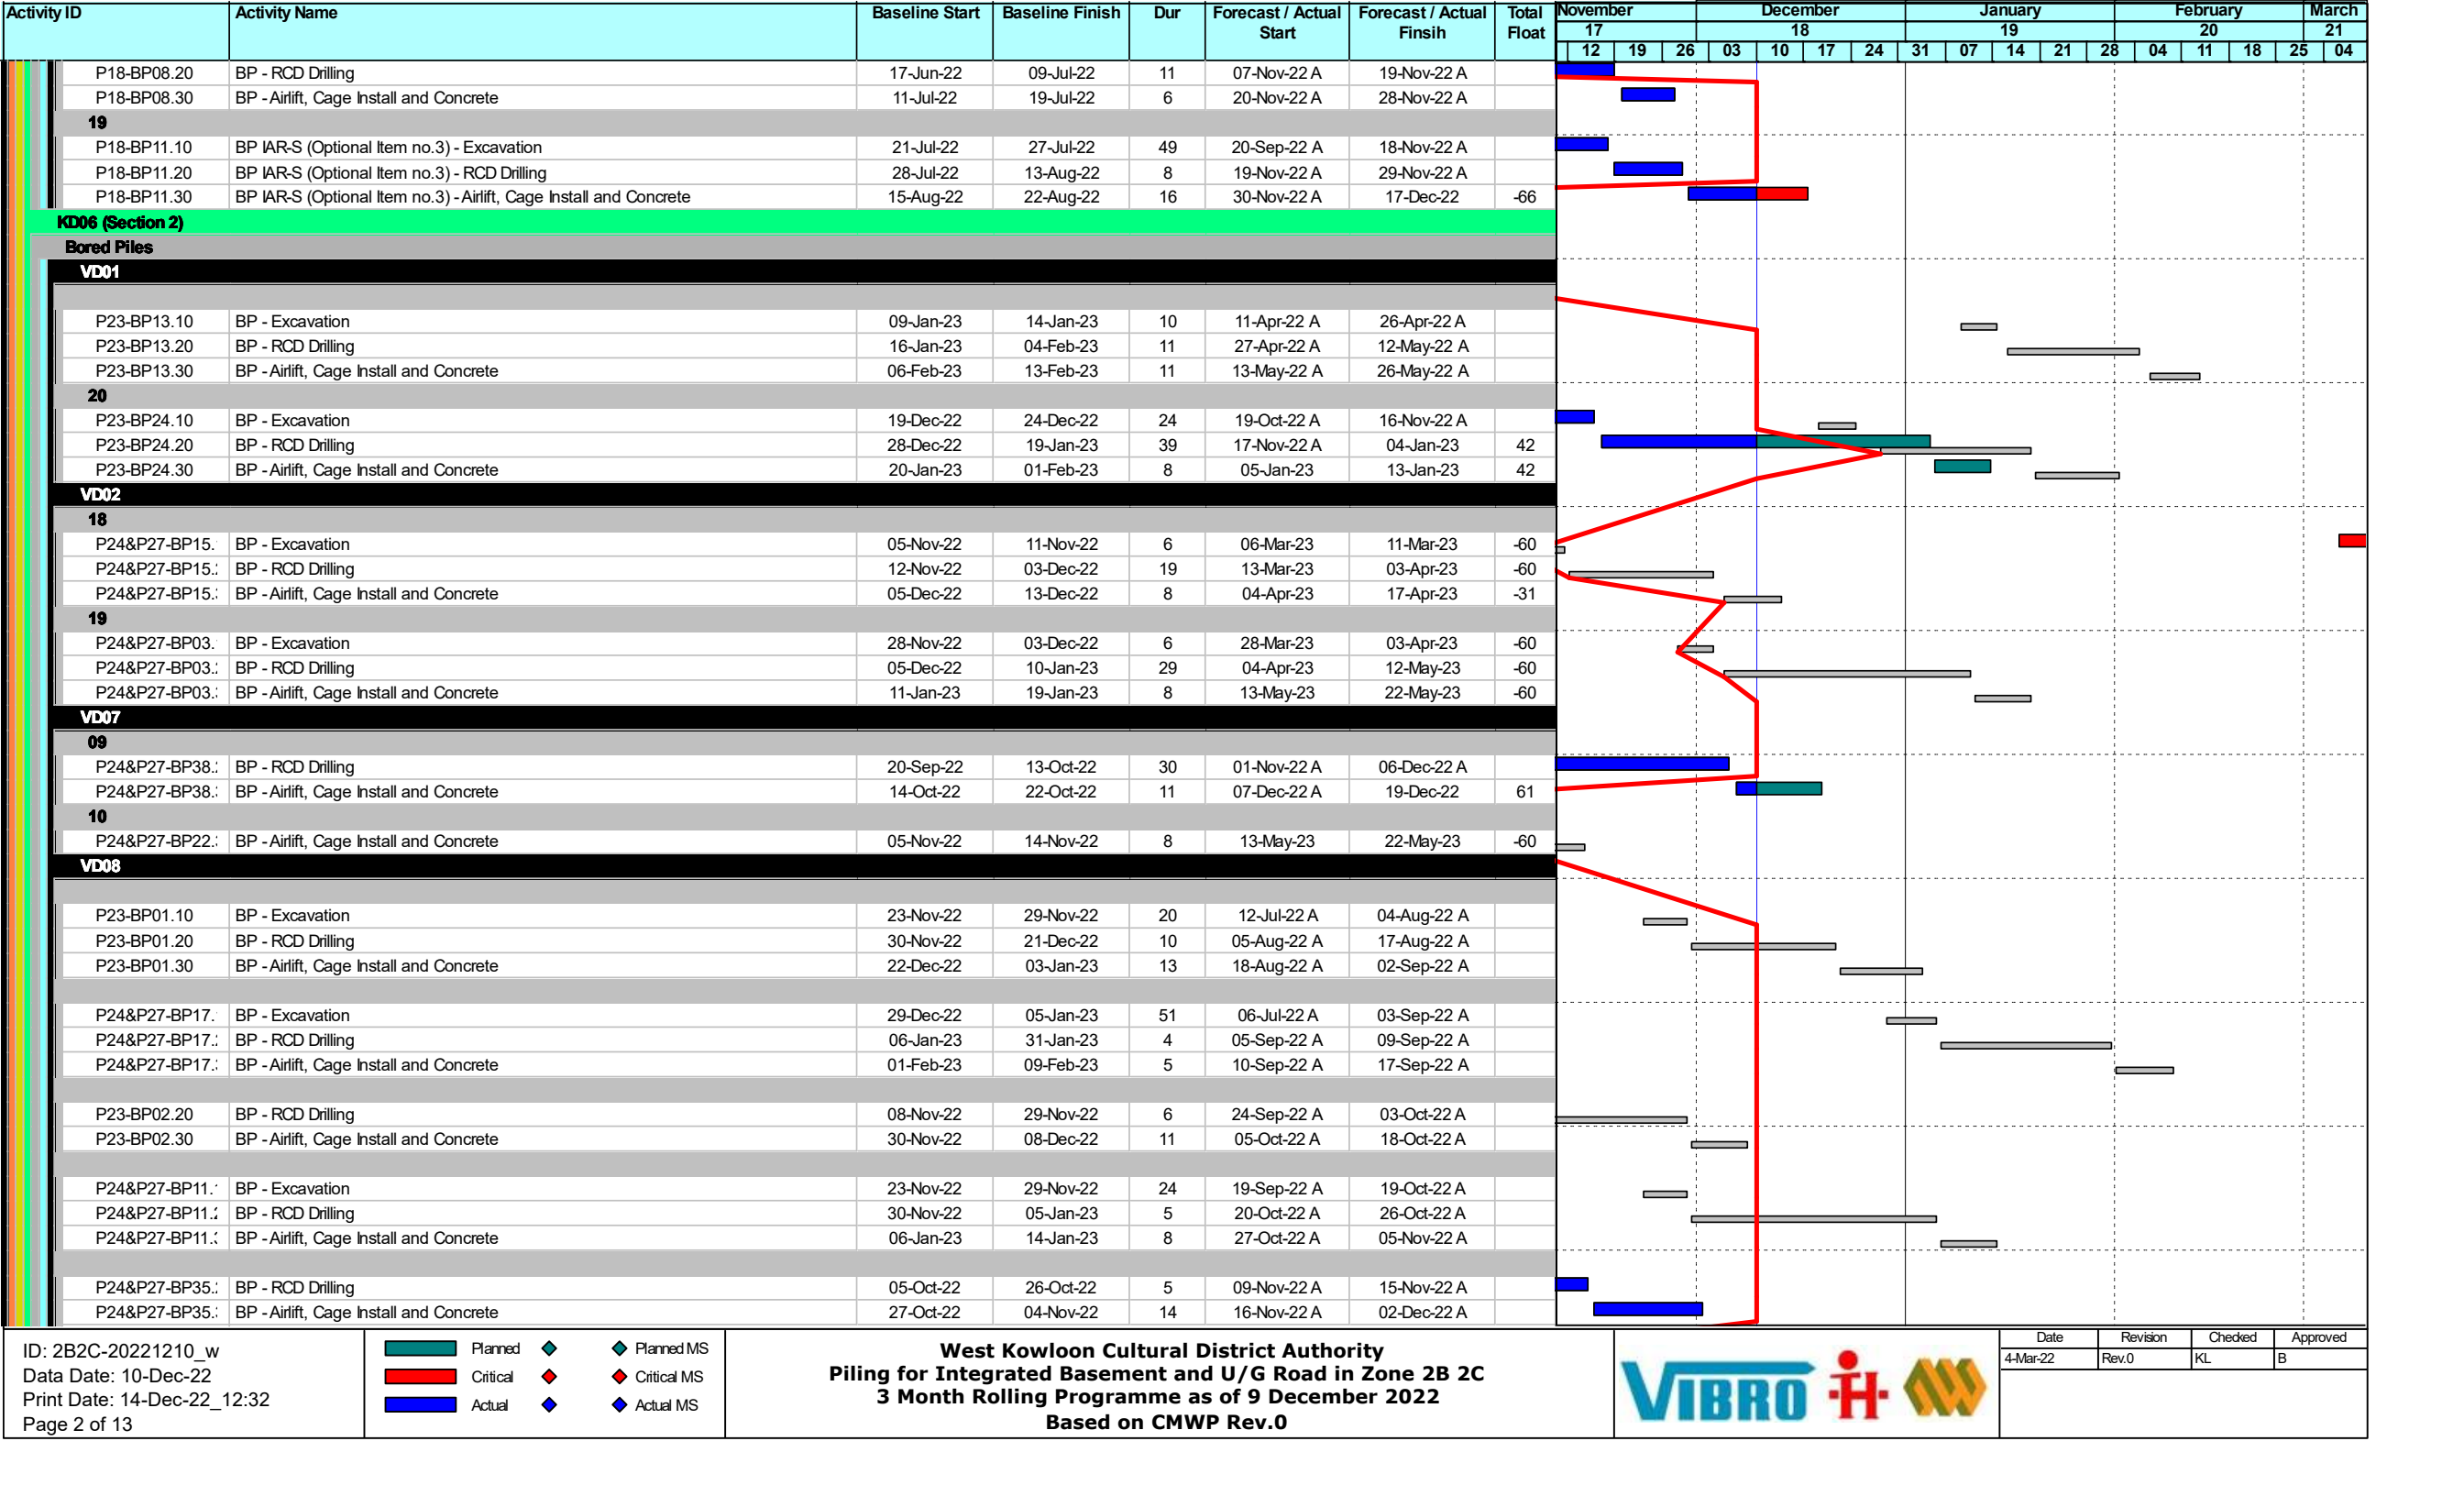 Activity ID Activity Name Baseline Start Baseline Finish Dur Forecast / Actual Start Forecast / Actual Finsih Total Float November December January February March
17 18 19 20 21
12 19 26 03 10 17 24 31 07 14 21 28 04 11 18 25 04
P18-BP08.20 BP - RCD Drilling 17-Jun-22 09-Jul-22 11 07-Nov-22 A 19-Nov-22 A
P18-BP08.30 BP - Airlift, Cage Install and Concrete 11-Jul-22 19-Jul-22 6 20-Nov-22 A 28-Nov-22 A
19
P18-BP11.10 BP IAR-S (Optional Item no.3) - Excavation 21-Jul-22 27-Jul-22 49 20-Sep-22 A 18-Nov-22 A
P18-BP11.20 BP IAR-S (Optional Item no.3) - RCD Drilling 28-Jul-22 13-Aug-22 8 19-Nov-22 A 29-Nov-22 A
P18-BP11.30 BP IAR-S (Optional Item no.3) - Airlift, Cage Install and Concrete 15-Aug-22 22-Aug-22 16 30-Nov-22 A 17-Dec-22 -66
KD06 (Section 2)
Bored Piles
VD01
P23-BP13.10 BP - Excavation 09-Jan-23 14-Jan-23 10 11-Apr-22 A 26-Apr-22 A
P23-BP13.20 BP - RCD Drilling 16-Jan-23 04-Feb-23 11 27-Apr-22 A 12-May-22 A
P23-BP13.30 BP - Airlift, Cage Install and Concrete 06-Feb-23 13-Feb-23 11 13-May-22 A 26-May-22 A
20
P23-BP24.10 BP - Excavation 19-Dec-22 24-Dec-22 24 19-Oct-22 A 16-Nov-22 A
P23-BP24.20 BP - RCD Drilling 28-Dec-22 19-Jan-23 39 17-Nov-22 A 04-Jan-23 42
P23-BP24.30 BP - Airlift, Cage Install and Concrete 20-Jan-23 01-Feb-23 8 05-Jan-23 13-Jan-23 42
VD02
18
P24&P27-BP15. BP - Excavation 05-Nov-22 11-Nov-22 6 06-Mar-23 11-Mar-23 -60
P24&P27-BP15. BP - RCD Drilling 12-Nov-22 03-Dec-22 19 13-Mar-23 03-Apr-23 -60
P24&P27-BP15. BP - Airlift, Cage Install and Concrete 05-Dec-22 13-Dec-22 8 04-Apr-23 17-Apr-23 -31
19
P24&P27-BP03. BP - Excavation 28-Nov-22 03-Dec-22 6 28-Mar-23 03-Apr-23 -60
P24&P27-BP03. BP - RCD Drilling 05-Dec-22 10-Jan-23 29 04-Apr-23 12-May-23 -60
P24&P27-BP03. BP - Airlift, Cage Install and Concrete 11-Jan-23 19-Jan-23 8 13-May-23 22-May-23 -60
VD07
09
P24&P27-BP38. BP - RCD Drilling 20-Sep-22 13-Oct-22 30 01-Nov-22 A 06-Dec-22 A
P24&P27-BP38. BP - Airlift, Cage Install and Concrete 14-Oct-22 22-Oct-22 11 07-Dec-22 A 19-Dec-22 61
10
P24&P27-BP22. BP - Airlift, Cage Install and Concrete 05-Nov-22 14-Nov-22 8 13-May-23 22-May-23 -60
VD08
P23-BP01.10 BP - Excavation 23-Nov-22 29-Nov-22 20 12-Jul-22 A 04-Aug-22 A
P23-BP01.20 BP - RCD Drilling 30-Nov-22 21-Dec-22 10 05-Aug-22 A 17-Aug-22 A
P23-BP01.30 BP - Airlift, Cage Install and Concrete 22-Dec-22 03-Jan-23 13 18-Aug-22 A 02-Sep-22 A
P24&P27-BP17. BP - Excavation 29-Dec-22 05-Jan-23 51 06-Jul-22 A 03-Sep-22 A
P24&P27-BP17. BP - RCD Drilling 06-Jan-23 31-Jan-23 4 05-Sep-22 A 09-Sep-22 A
P24&P27-BP17. BP - Airlift, Cage Install and Concrete 01-Feb-23 09-Feb-23 5 10-Sep-22 A 17-Sep-22 A
P23-BP02.20 BP - RCD Drilling 08-Nov-22 29-Nov-22 6 24-Sep-22 A 03-Oct-22 A
P23-BP02.30 BP - Airlift, Cage Install and Concrete 30-Nov-22 08-Dec-22 11 05-Oct-22 A 18-Oct-22 A
P24&P27-BP11. BP - Excavation 23-Nov-22 29-Nov-22 24 19-Sep-22 A 19-Oct-22 A
P24&P27-BP11. BP - RCD Drilling 30-Nov-22 05-Jan-23 5 20-Oct-22 A 26-Oct-22 A
P24&P27-BP11. BP - Airlift, Cage Install and Concrete 06-Jan-23 14-Jan-23 8 27-Oct-22 A 05-Nov-22 A
P24&P27-BP35. BP - RCD Drilling 05-Oct-22 26-Oct-22 5 09-Nov-22 A 15-Nov-22 A
P24&P27-BP35. BP - Airlift, Cage Install and Concrete 27-Oct-22 04-Nov-22 14 16-Nov-22 A 02-Dec-22 A
ID: 2B2C-20221210_w
Data Date: 10-Dec-22
Print Date: 14-Dec-22_12:32
Page 2 of 13
Planned Planned MS
Critical Critical MS
Actual Actual MS
West Kowloon Cultural District Authority
Piling for Integrated Basement and U/G Road in Zone 2B 2C
3 Month Rolling Programme as of 9 December 2022
Based on CMWP Rev.0
VIBRO
Date Revision Checked Approved
4-Mar-22 Rev.0 KL B